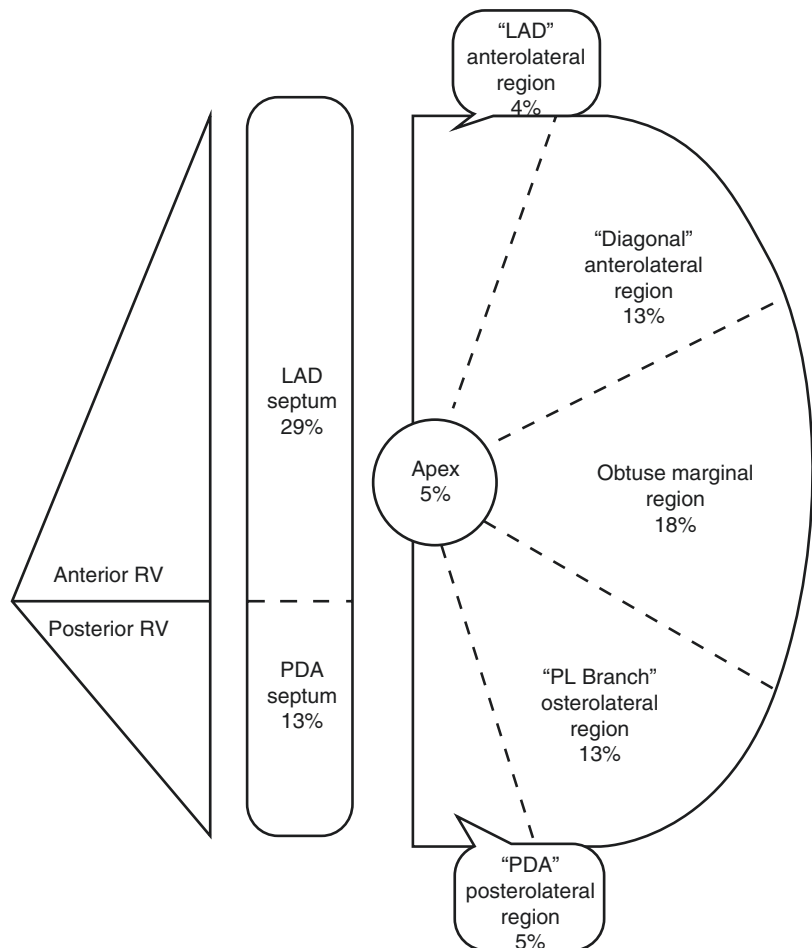 “LAD”
anterolateral
region
4%
“Diagonal”
anterolateral
region
13%
LAD
septum
29%
Apex
5%
Obtuse marginal
region
18%
Anterior RV
Posterior RV
PDA
septum
13%
“PL Branch”
osterolateral
region
13%
“PDA”
posterolateral
region
5%